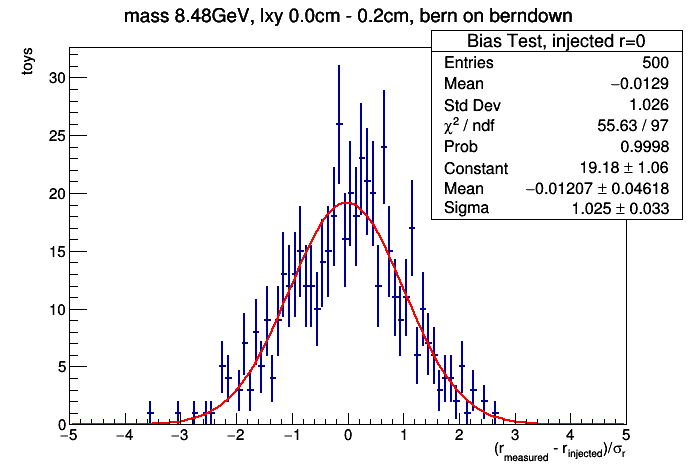 mass 8.48GeV, lxy 0.0cm - 0.2cm, bern on berndown
toys
Bias Test, injected r=0
Entries 500
Mean −0.0129
Std Dev 1.026
χ² / ndf 55.63 / 97
Prob 0.9998
Constant 19.18 ± 1.06
Mean −0.01207 ± 0.04618
Sigma 1.025 ± 0.033
30
25
20
15
10
5
0
−5 −4 −3 −2 −1 0 1 2 3 4 5
(r_measured - r_injected)/σ_r